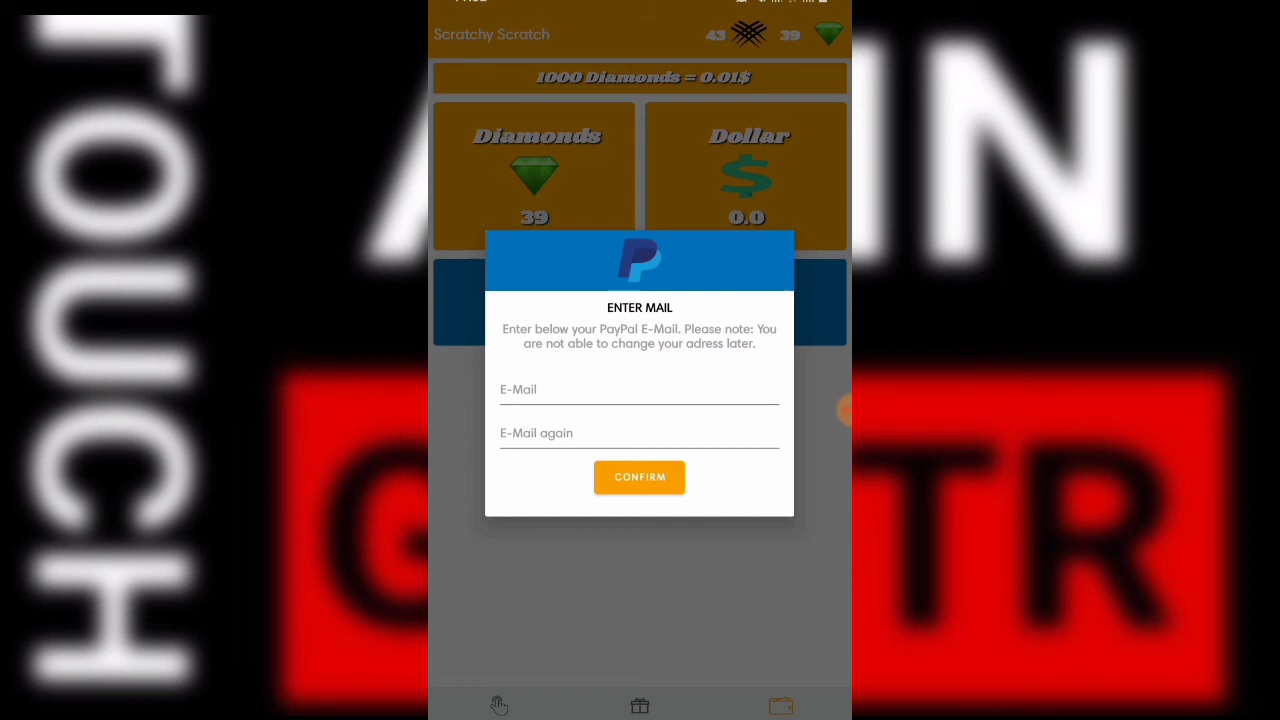 TOUCH
Scratchy Scratch
43
39
1000 Diamonds = 0.01$
Diamonds
39
Dollar
$
0.0
P
ENTER MAIL
Enter below your PayPal E-Mail. Please note: You
are not able to change your adress later.
E-Mail
E-Mail again
CONFIRM